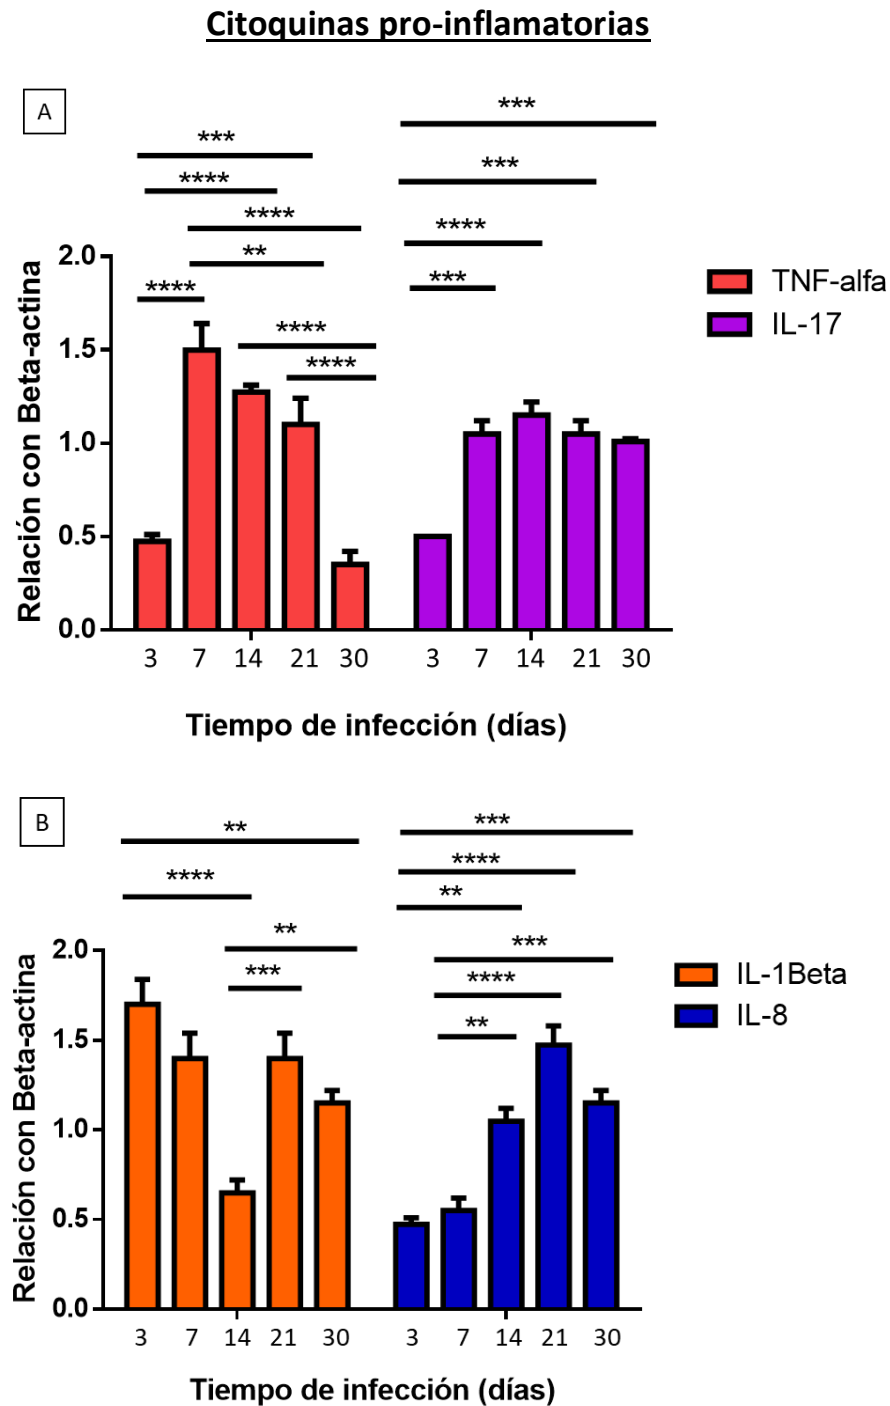 Citoquinas pro-inflamatorias
A
***
***
***
****
****
****
**
***
****
****
****
2.0
1.5
1.0
0.5
0.0
Relación con Beta-actina
TNF-alfa
IL-17
3 7 14 21 30 3 7 14 21 30
Tiempo de infección (días)
B
**
***
****
****
**
**
***
***
****
**
2.0
1.5
1.0
0.5
0.0
Relación con Beta-actina
IL-1Beta
IL-8
3 7 14 21 30 3 7 14 21 30
Tiempo de infección (días)